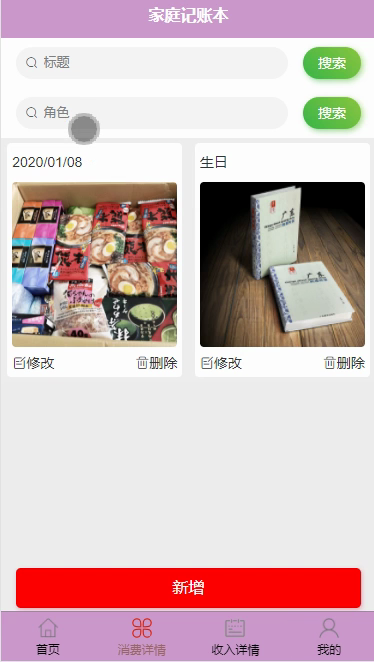 家庭记账本
标题
搜索
角色
搜索
2020/01/08
生日
修改
删除
修改
删除
新增
首页
消费详情
收入详情
我的